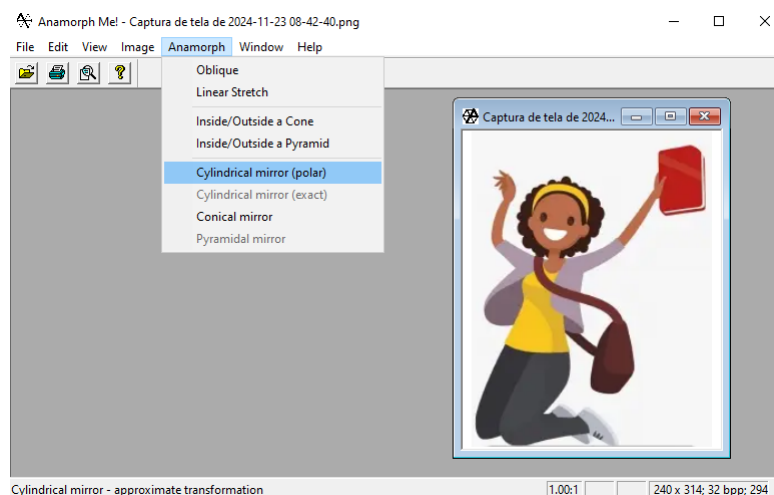 Anamorph Me! - Captura de tela de 2024-11-23 08-42-40.png
File Edit View Image Anamorph Window Help
Oblique
Linear Stretch
Inside/Outside a Cone
Inside/Outside a Pyramid
Cylindrical mirror (polar)
Cylindrical mirror (exact)
Conical mirror
Pyramidal mirror
Captura de tela de 2024...
Cylindrical mirror - approximate transformation 1.00:1 240 x 314; 32 bpp; 294